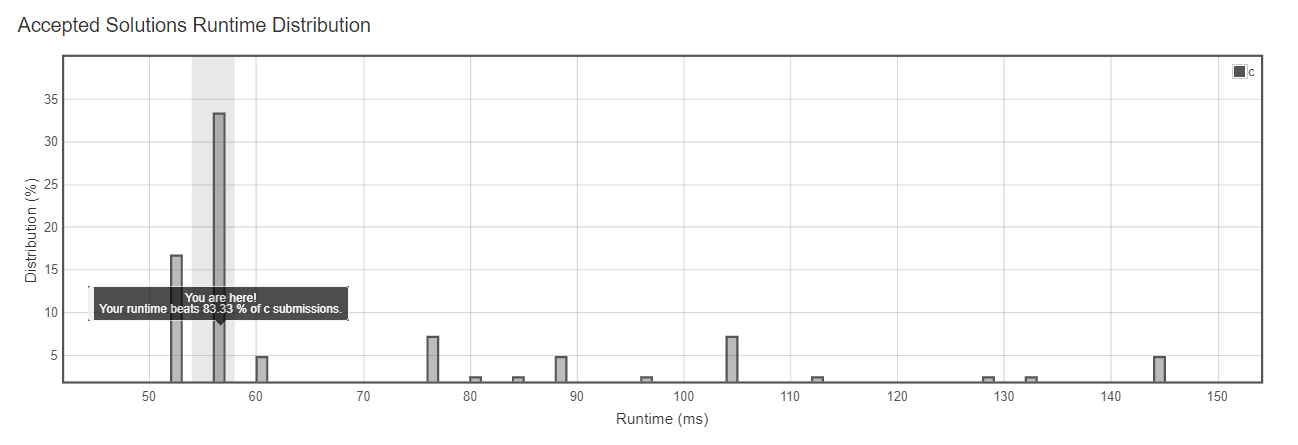 Accepted Solutions Runtime Distribution
c
35
30
25
20
15
10
5
Distribution (%)
You are here!
Your runtime beats 83.33 % of c submissions.
50 60 70 80 90 100 110 120 130 140 150
Runtime (ms)